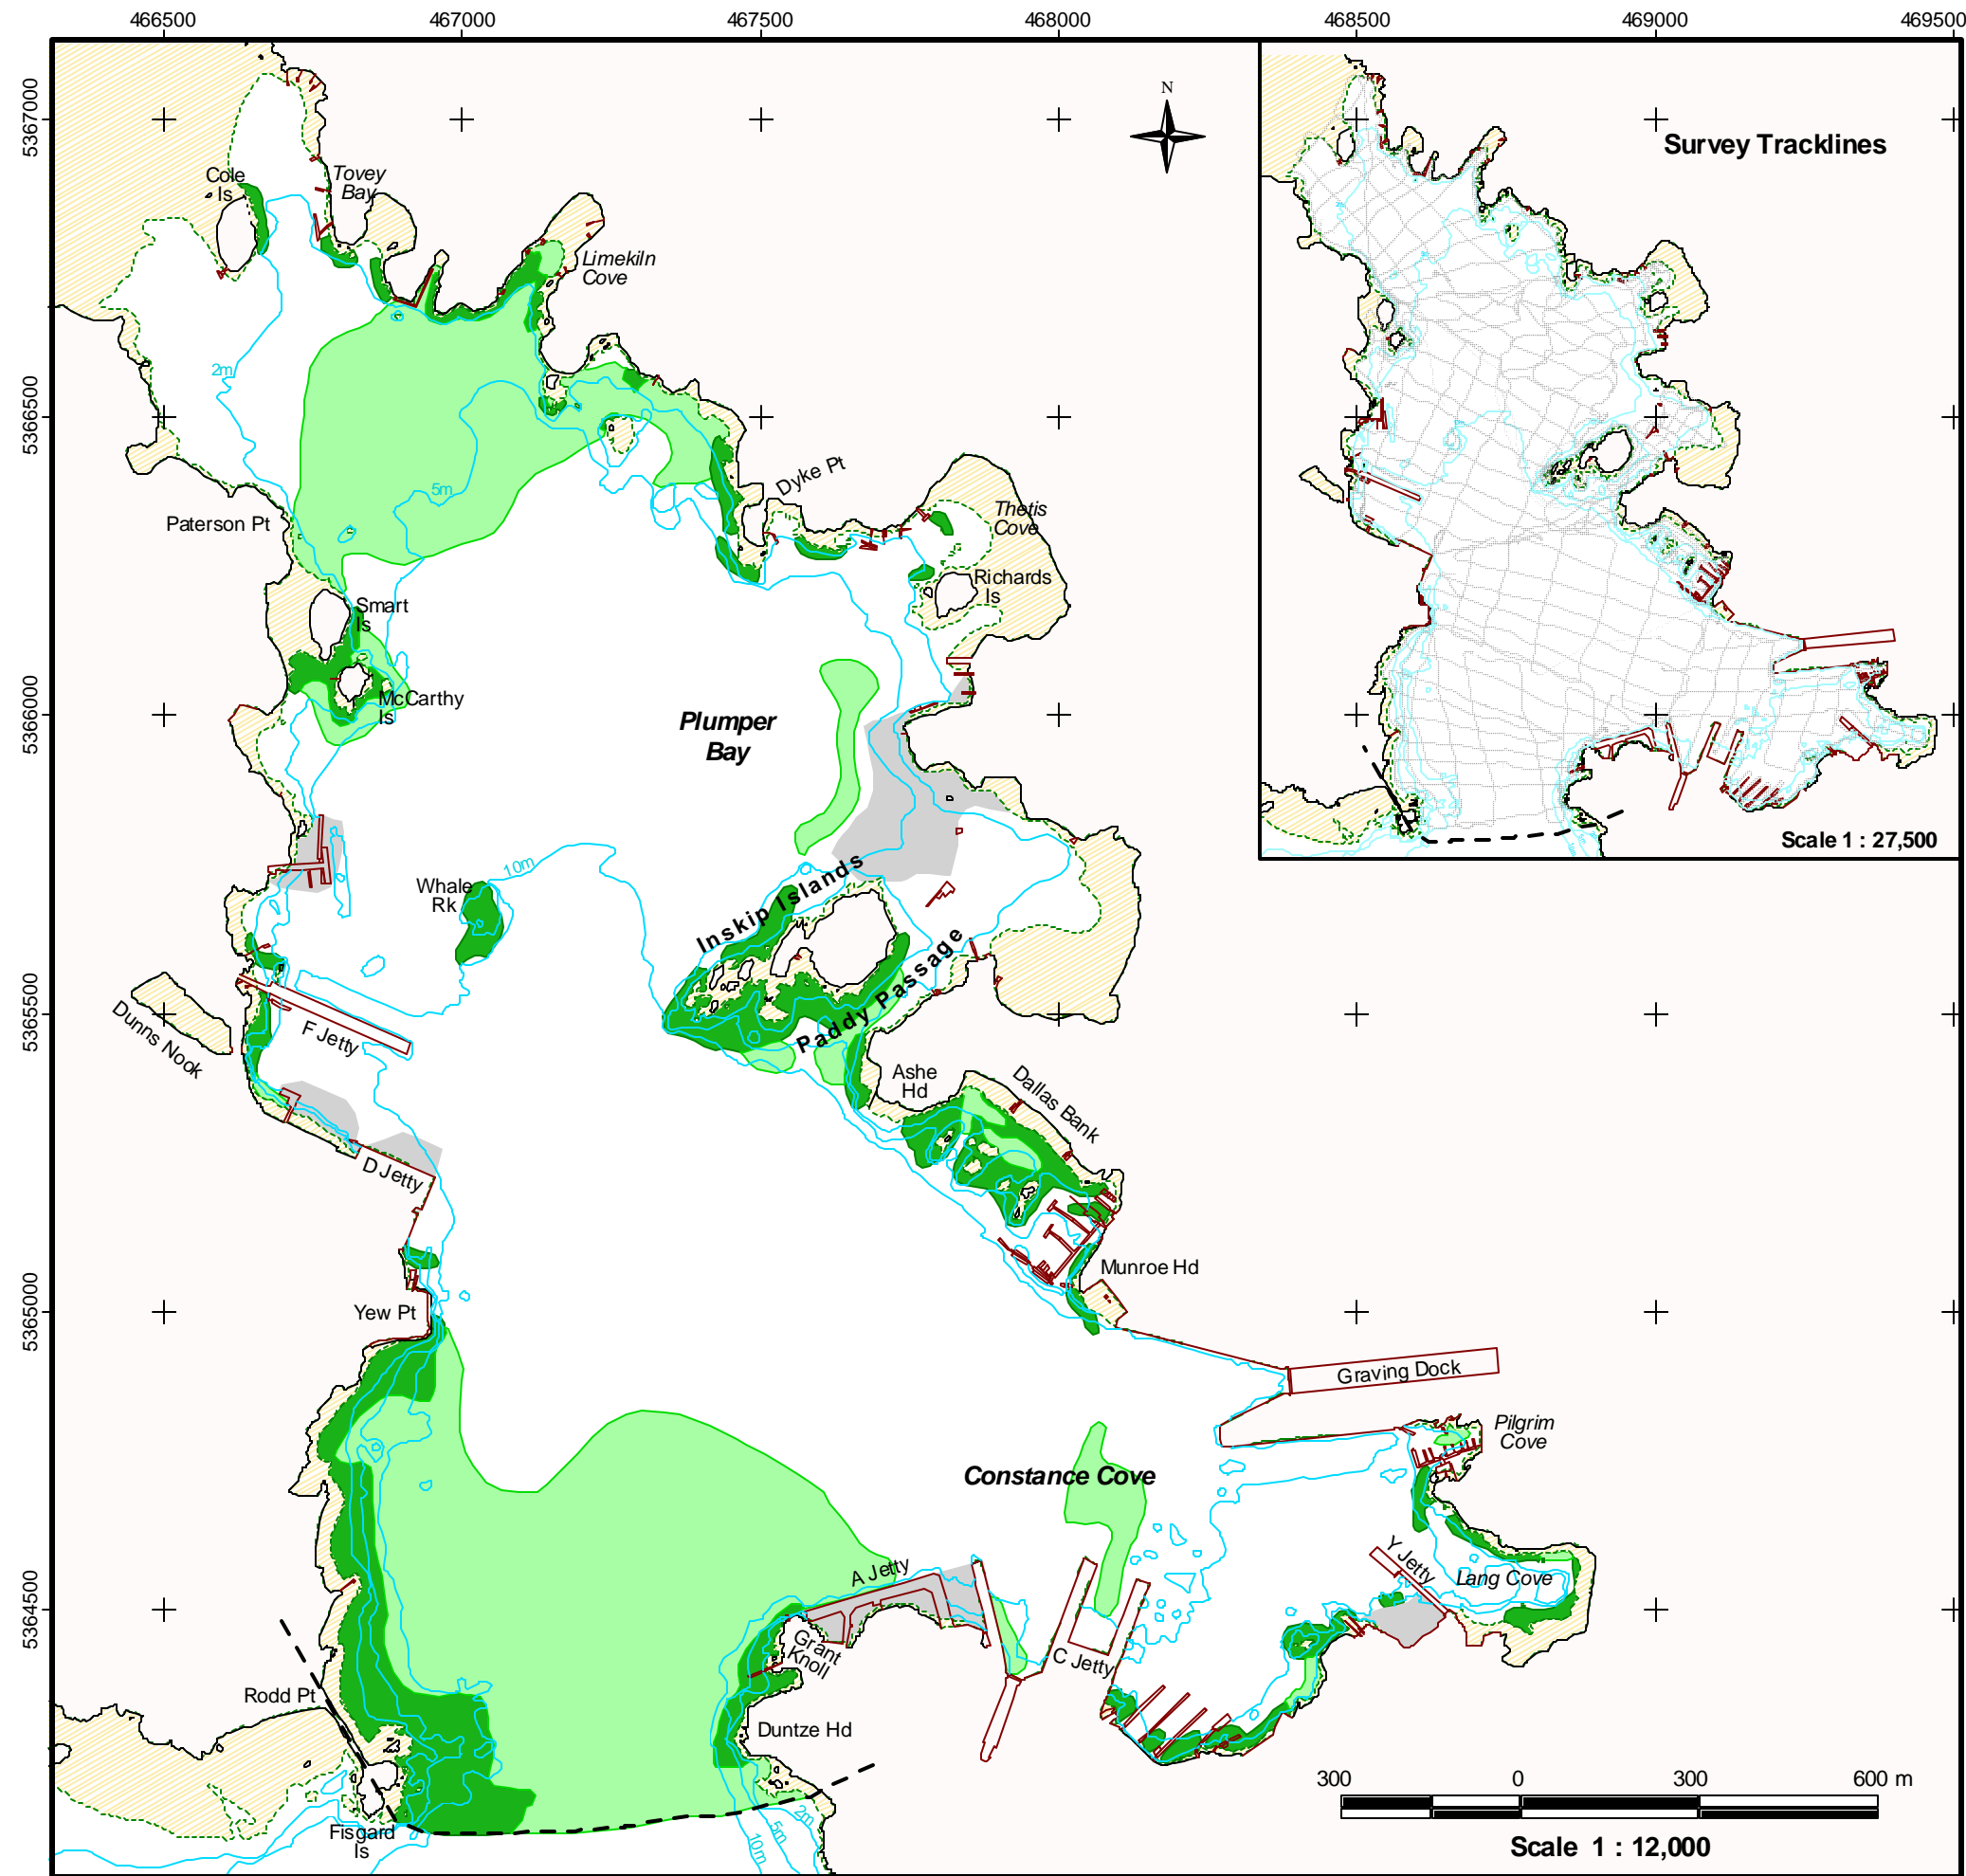 466500 467000 467500 468000 468500 469000 469500
5367000
5366500
5366000
5365500
5365000
5364500
N
Survey Tracklines
Scale 1 : 27,500
Cole
Is
Tovey
Bay
Limekiln
Cove
2m
5m
Paterson Pt
Dyke Pt
Thetis
Cove
Richards
Is
Smart
Is
McCarthy
Is
Plumper
Bay
10m
Whale
Rk
Inskip Islands
Paddy Passage
Dunns Nook
F Jetty
Ashe
Hd
Dallas Bank
D Jetty
Munroe Hd
Yew Pt
Graving Dock
Pilgrim
Cove
Constance Cove
A Jetty
Y Jetty
Lang Cove
Grant
Knoll
C Jetty
Rodd Pt
Duntze Hd
Fisgard
Is
2m
5m
10m
300 0 300 600 m
Scale 1 : 12,000